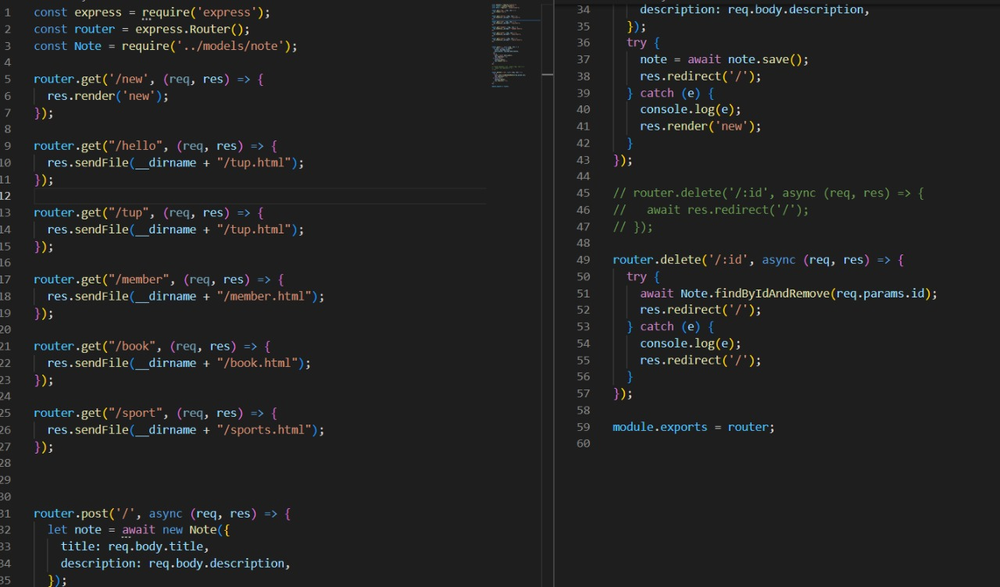 1 const express = require('express');
2 const router = express.Router();
3 const Note = require('../models/note');
4
5 router.get('/new', (req, res) => {
6   res.render('new');
7 });
8
9 router.get("/hello", (req, res) => {
10   res.sendFile(__dirname + "/tup.html");
11 });
12
13 router.get("/tup", (req, res) => {
14   res.sendFile(__dirname + "/tup.html");
15 });
16
17 router.get("/member", (req, res) => {
18   res.sendFile(__dirname + "/member.html");
19 });
20
21 router.get("/book", (req, res) => {
22   res.sendFile(__dirname + "/book.html");
23 });
24
25 router.get("/sport", (req, res) => {
26   res.sendFile(__dirname + "/sports.html");
27 });
28
29
30
31 router.post('/', async (req, res) => {
32   let note = await new Note({
33     title: req.body.title,
34     description: req.body.description,
35   });
34     description: req.body.description,
35   });
36   try {
37     note = await note.save();
38     res.redirect('/');
39   } catch (e) {
40     console.log(e);
41     res.render('new');
42   }
43 });
44
45 // router.delete('/:id', async (req, res) => {
46 //   await res.redirect('/');
47 // });
48
49 router.delete('/:id', async (req, res) => {
50   try {
51     await Note.findByIdAndRemove(req.params.id);
52     res.redirect('/');
53   } catch (e) {
54     console.log(e);
55     res.redirect('/');
56   }
57 });
58
59 module.exports = router;
60